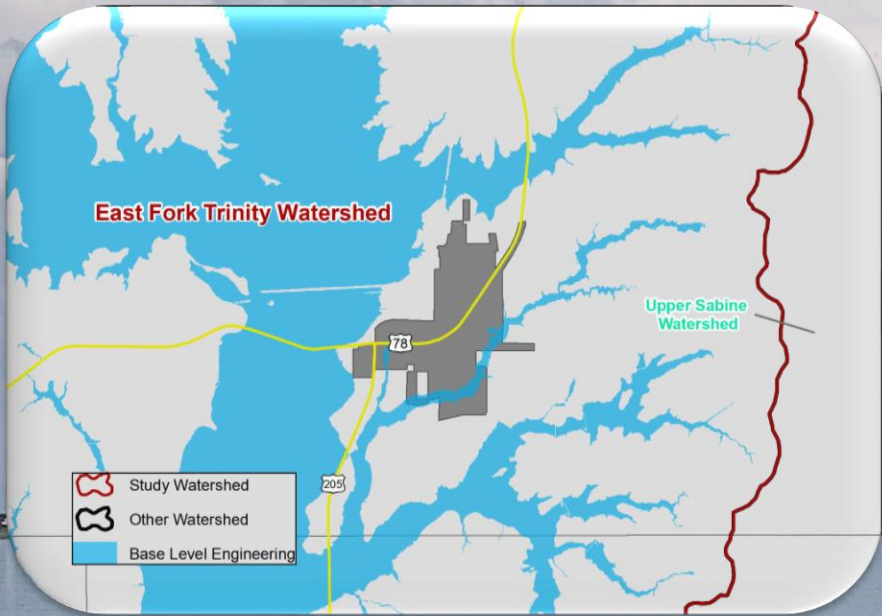 East Fork Trinity Watershed
Upper Sabine
Watershed
78
205
Study Watershed
Other Watershed
Base Level Engineering